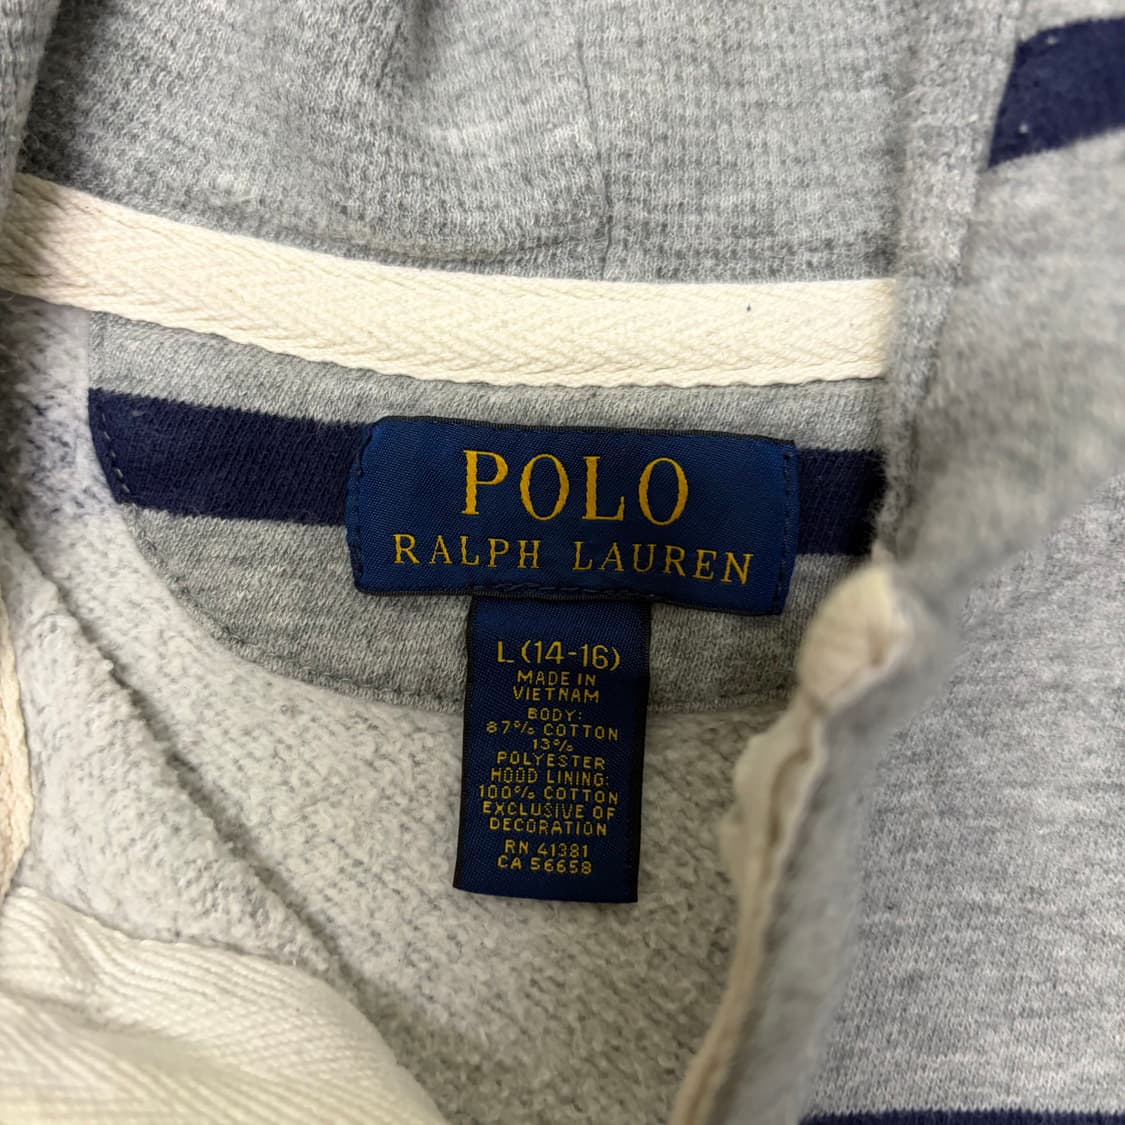 POLO
RALPH LAUREN
L (14-16)
MADE IN
VIETNAM
BODY:
87% COTTON
13%
POLYESTER
HOOD LINING:
100% COTTON
EXCLUSIVE OF
DECORATION
RN 41381
CA 56658